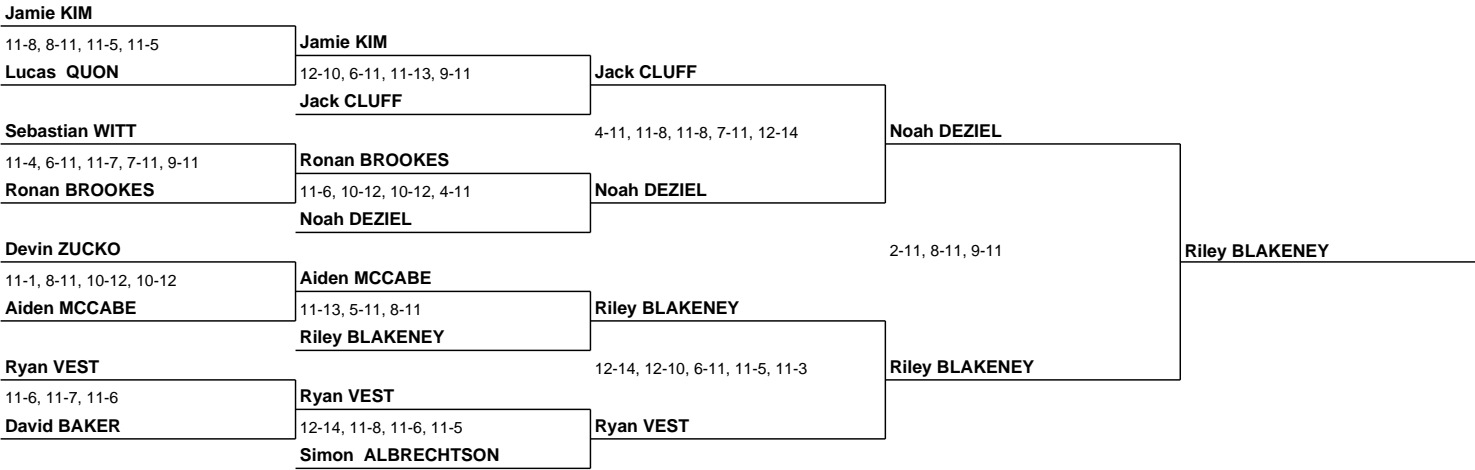 Jamie KIM
11-8, 8-11, 11-5, 11-5
Lucas  QUON
Sebastian WITT
11-4, 6-11, 11-7, 7-11, 9-11
Ronan BROOKES
Devin ZUCKO
11-1, 8-11, 10-12, 10-12
Aiden MCCABE
Ryan VEST
11-6, 11-7, 11-6
David BAKER
Jamie KIM
12-10, 6-11, 11-13, 9-11
Jack CLUFF
Ronan BROOKES
11-6, 10-12, 10-12, 4-11
Noah DEZIEL
Aiden MCCABE
11-13, 5-11, 8-11
Riley BLAKENEY
Ryan VEST
12-14, 11-8, 11-6, 11-5
Simon  ALBRECHTSON
Jack CLUFF
4-11, 11-8, 11-8, 7-11, 12-14
Noah DEZIEL
Riley BLAKENEY
12-14, 12-10, 6-11, 11-5, 11-3
Ryan VEST
Noah DEZIEL
2-11, 8-11, 9-11
Riley BLAKENEY
Riley BLAKENEY